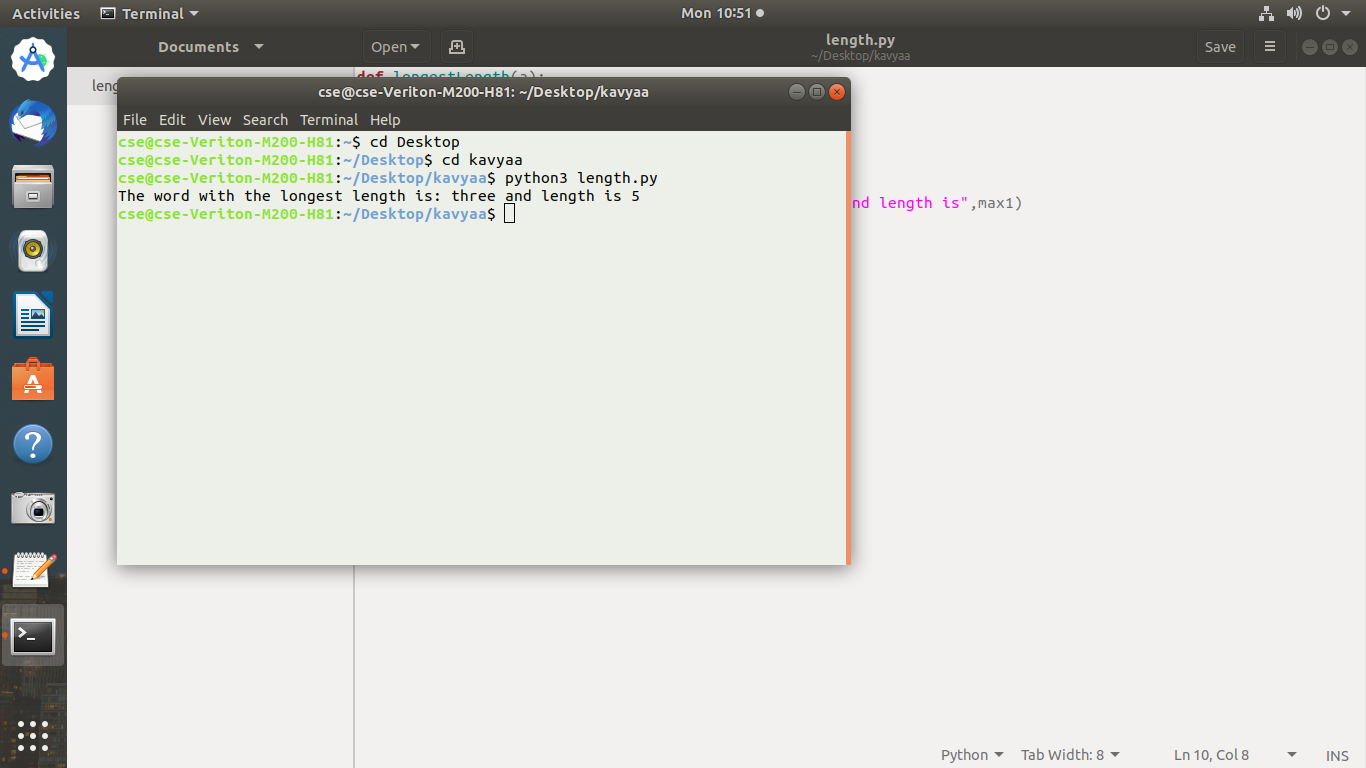 Activities Terminal Mon 10:51
Documents Open length.py Save
~/Desktop/kavyaa
def longestLength(a):
cse@cse-Veriton-M200-H81: ~/Desktop/kavyaa
File Edit View Search Terminal Help
cse@cse-Veriton-M200-H81:~$ cd Desktop
cse@cse-Veriton-M200-H81:~/Desktop$ cd kavyaa
cse@cse-Veriton-M200-H81:~/Desktop/kavyaa$ python3 length.py
The word with the longest length is: three and length is 5
cse@cse-Veriton-M200-H81:~/Desktop/kavyaa$
nd length is",max1)
Python Tab Width: 8 Ln 10, Col 8 INS